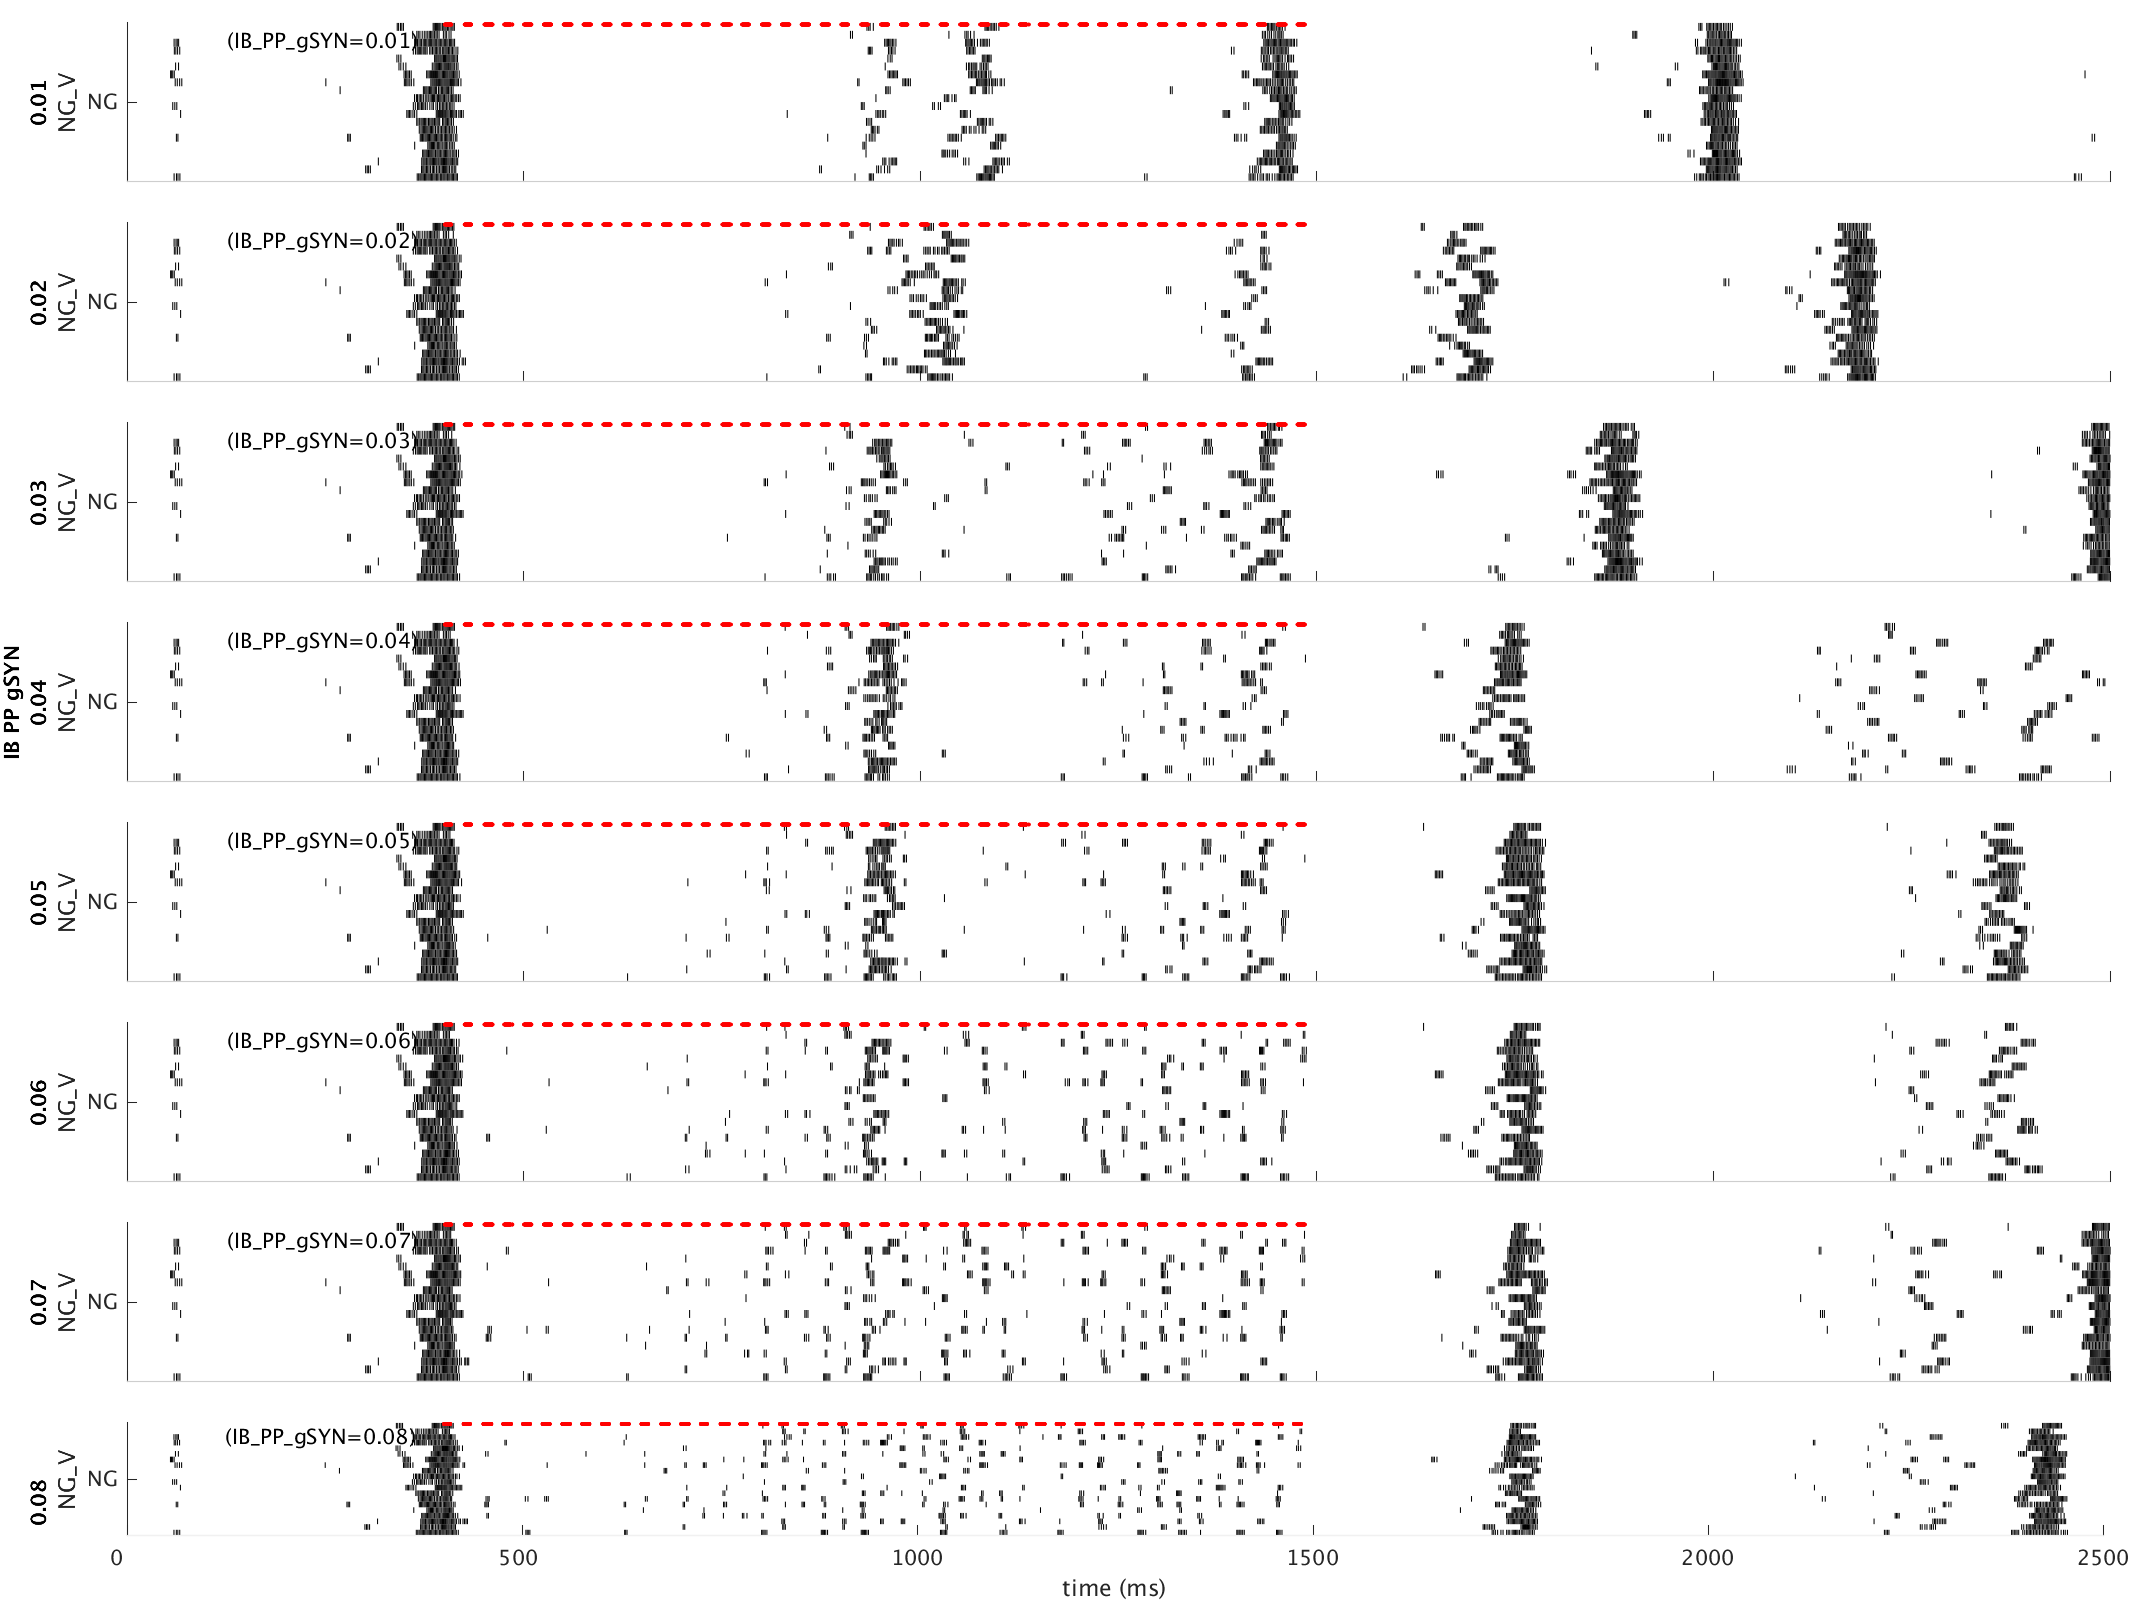 IB PP gSYN
0.01
NG_V
NG
(IB_PP_gSYN=0.01)
0.02
NG_V
NG
(IB_PP_gSYN=0.02)
0.03
NG_V
NG
(IB_PP_gSYN=0.03)
0.04
NG_V
NG
(IB_PP_gSYN=0.04)
0.05
NG_V
NG
(IB_PP_gSYN=0.05)
0.06
NG_V
NG
(IB_PP_gSYN=0.06)
0.07
NG_V
NG
(IB_PP_gSYN=0.07)
0.08
NG_V
NG
(IB_PP_gSYN=0.08)
0 500 1000 1500 2000 2500
time (ms)